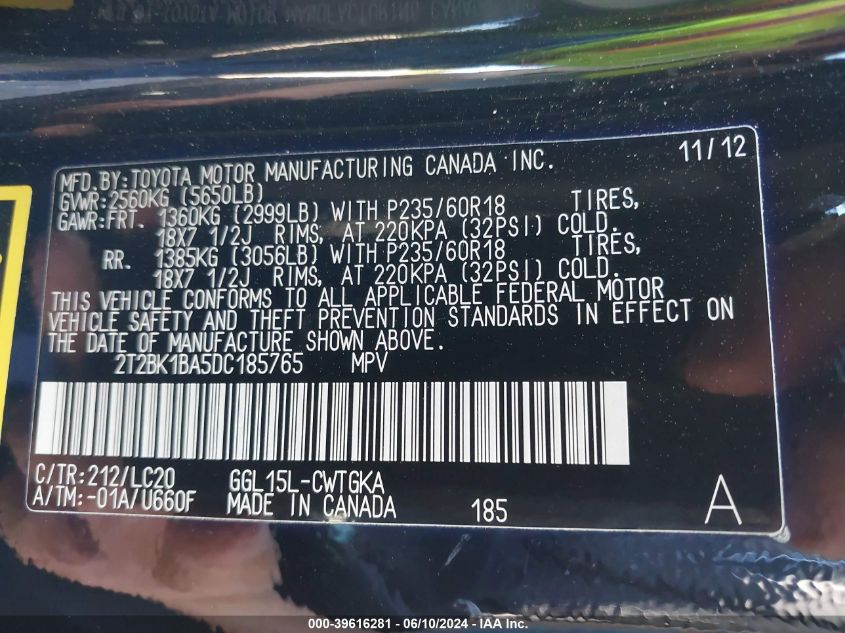 MFD.BY:TOYOTA MOTOR MANUFACTURING CANADA INC. 11/12
GVWR:2560KG (5650LB)
GAWR:FRT. 1360KG (2999LB) WITH P235/60R18 TIRES,
18X7 1/2J RIMS, AT 220KPA (32PSI) COLD.
RR. 1385KG (3056LB) WITH P235/60R18 TIRES,
18X7 1/2J RIMS, AT 220KPA (32PSI) COLD.
THIS VEHICLE CONFORMS TO ALL APPLICABLE FEDERAL MOTOR
VEHICLE SAFETY AND THEFT PREVENTION STANDARDS IN EFFECT ON
THE DATE OF MANUFACTURE SHOWN ABOVE.
2T2BK1BA5DC185765 MPV
C/TR:212/LC20 GGL15L-CWTGKA
A/TM:-01A/U660F MADE IN CANADA 185 A
000-39616281 - 06/10/2024 - IAA Inc.